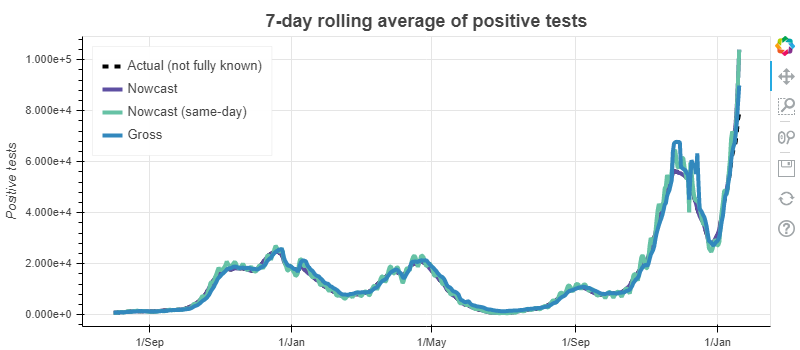 7-day rolling average of positive tests
Positive tests
1.000e+5
8.000e+4
6.000e+4
4.000e+4
2.000e+4
0.000e+0
Actual (not fully known)
Nowcast
Nowcast (same-day)
Gross
1/Sep
1/Jan
1/May
1/Sep
1/Jan